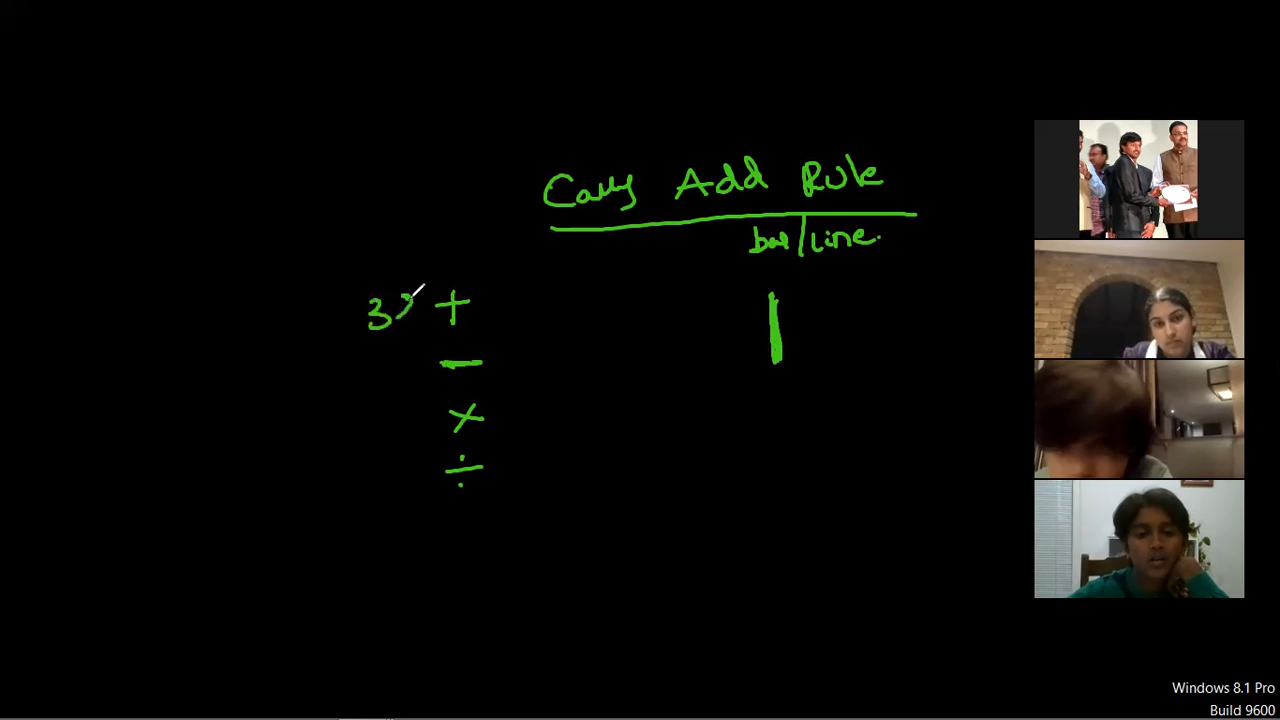 Carry Add Rule
bar/line.
3 +
-
×
÷
Windows 8.1 Pro
Build 9600